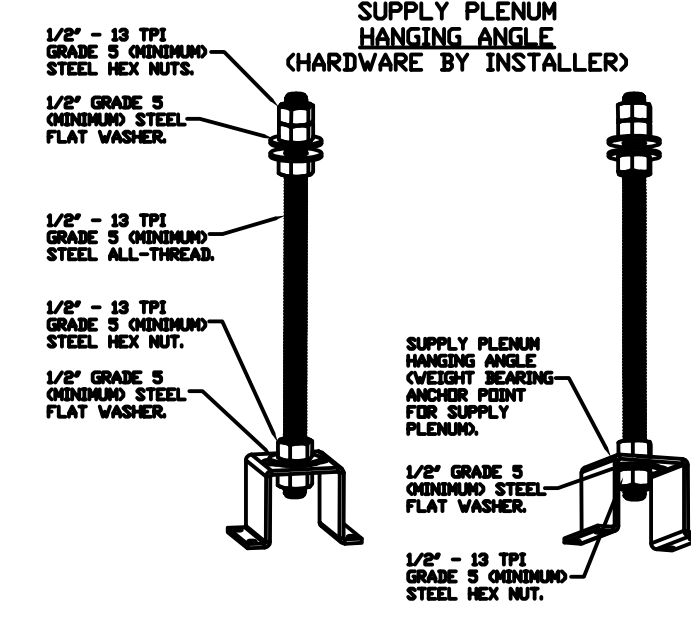 SUPPLY PLENUM
HANGING ANGLE
(HARDWARE BY INSTALLER)
1/2" - 13 TPI
GRADE 5 (MINIMUM)
STEEL HEX NUTS.
1/2" GRADE 5
(MINIMUM) STEEL
FLAT WASHER.
1/2" - 13 TPI
GRADE 5 (MINIMUM)
STEEL ALL-THREAD.
1/2" - 13 TPI
GRADE 5 (MINIMUM)
STEEL HEX NUT.
1/2" GRADE 5
(MINIMUM) STEEL
FLAT WASHER.
SUPPLY PLENUM
HANGING ANGLE
(WEIGHT BEARING
ANCHOR POINT
FOR SUPPLY
PLENUM).
1/2" GRADE 5
(MINIMUM) STEEL
FLAT WASHER.
1/2" - 13 TPI
GRADE 5 (MINIMUM)
STEEL HEX NUT.